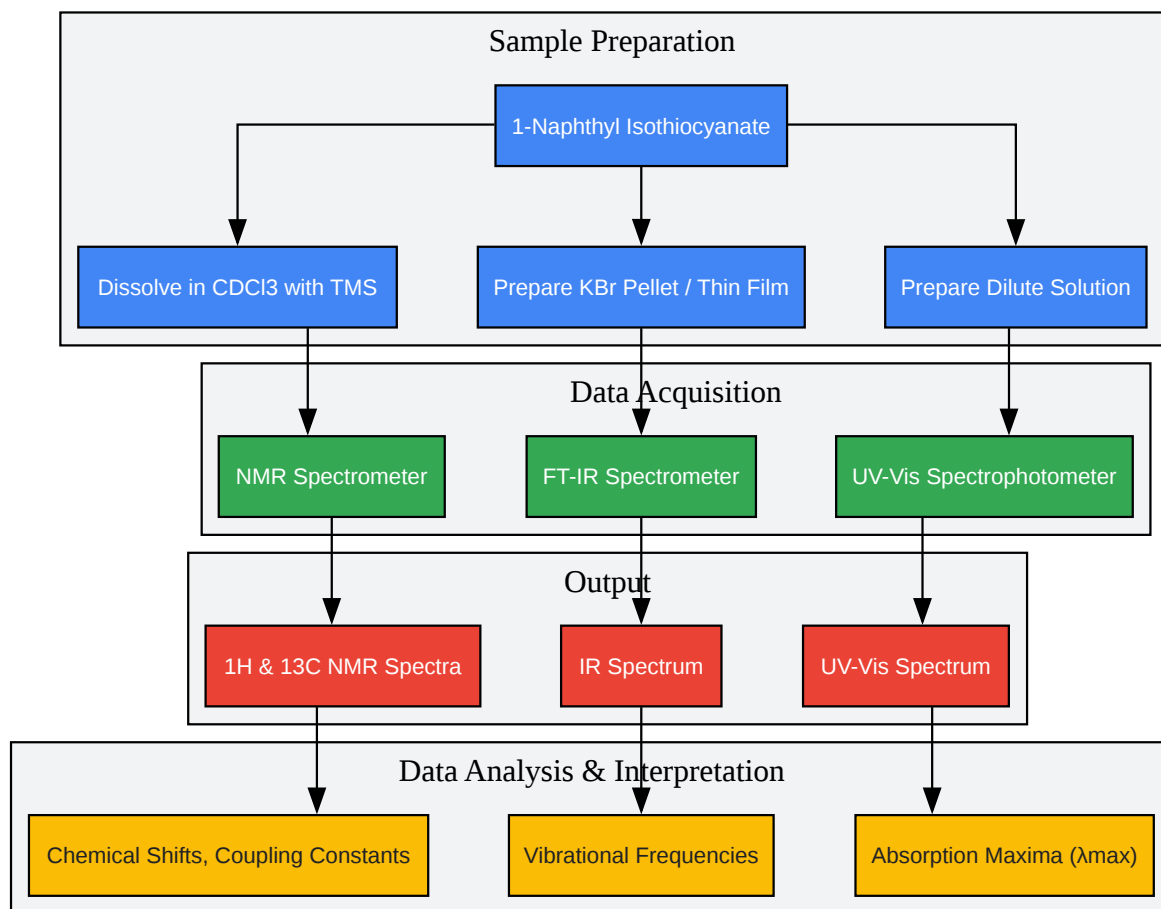 Sample Preparation
1-Naphthyl Isothiocyanate
Dissolve in CDCl3 with TMS
Prepare KBr Pellet / Thin Film
Prepare Dilute Solution
Data Acquisition
NMR Spectrometer
FT-IR Spectrometer
UV-Vis Spectrophotometer
Output
1H & 13C NMR Spectra
IR Spectrum
UV-Vis Spectrum
Data Analysis & Interpretation
Chemical Shifts, Coupling Constants
Vibrational Frequencies
Absorption Maxima (λmax)